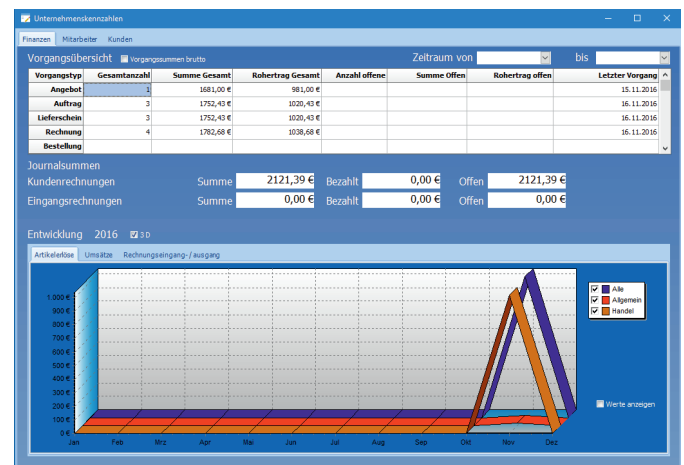 Unternehmenskennzahlen
Finanzen Mitarbeiter Kunden
Vorgangsübersicht Vorgangssummen brutto Zeitraum von bis
Vorgangstyp Gesamtanzahl Summe Gesamt Rohertrag Gesamt Anzahl offene Summe Offen Rohertrag offen Letzter Vorgang
Angebot 1 1681,00 € 981,00 € 15.11.2016
Auftrag 3 1752,43 € 1020,43 € 16.11.2016
Lieferschein 3 1752,43 € 1020,43 € 16.11.2016
Rechnung 4 1782,68 € 1038,68 € 16.11.2016
Bestellung
Journalsummen
Kundenrechnungen Summe 2121,39 € Bezahlt 0,00 € Offen 2121,39 €
Eingangsrechnungen Summe 0,00 € Bezahlt 0,00 € Offen 0,00 €
Entwicklung 2016 3D
Artikelerlöse Umsätze Rechnungseingang-/ausgang
1.000 €
900 €
800 €
700 €
600 €
500 €
400 €
300 €
200 €
100 €
0 €
Jan Feb Mrz Apr Mai Jun Jul Aug Sep Okt Nov Dez
Alle
Allgemein
Handel
Werte anzeigen